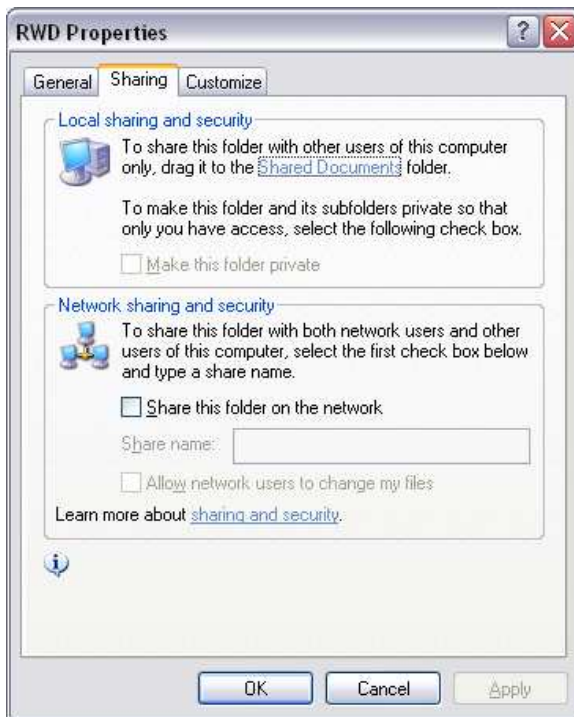 RWD Properties
General Sharing Customize
Local sharing and security
To share this folder with other users of this computer
only, drag it to the Shared Documents folder.
To make this folder and its subfolders private so that
only you have access, select the following check box.
Make this folder private
Network sharing and security
To share this folder with both network users and other
users of this computer, select the first check box below
and type a share name.
Share this folder on the network
Share name:
Allow network users to change my files
Learn more about sharing and security.
OK Cancel Apply